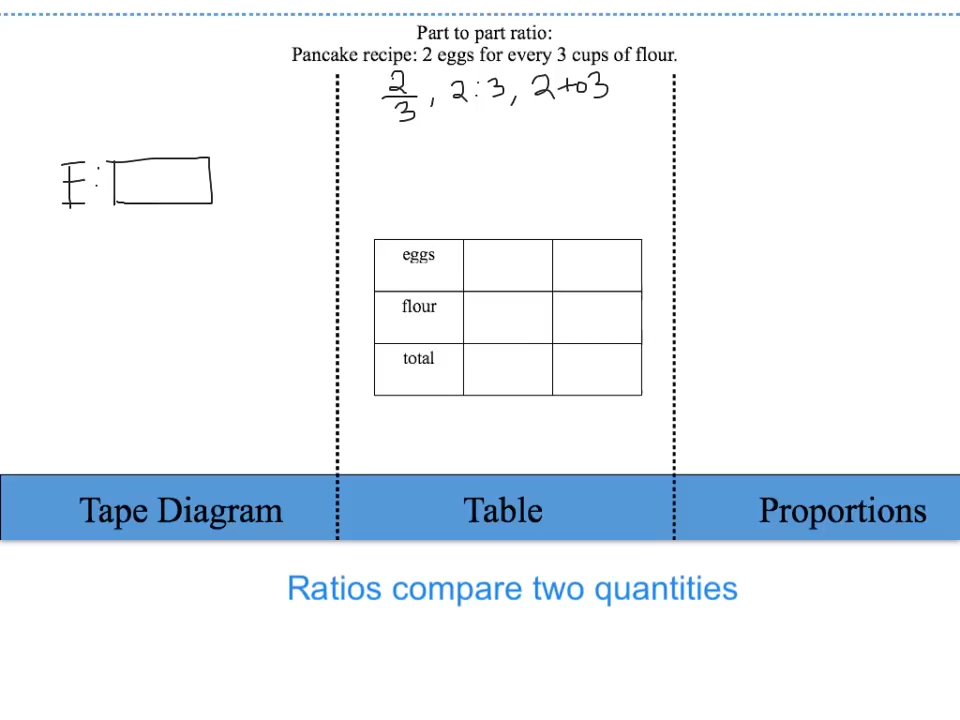 Part to part ratio:
Pancake recipe: 2 eggs for every 3 cups of flour.
2/3, 2:3, 2 to 3
E:
eggs
flour
total
Tape Diagram
Table
Proportions
Ratios compare two quantities